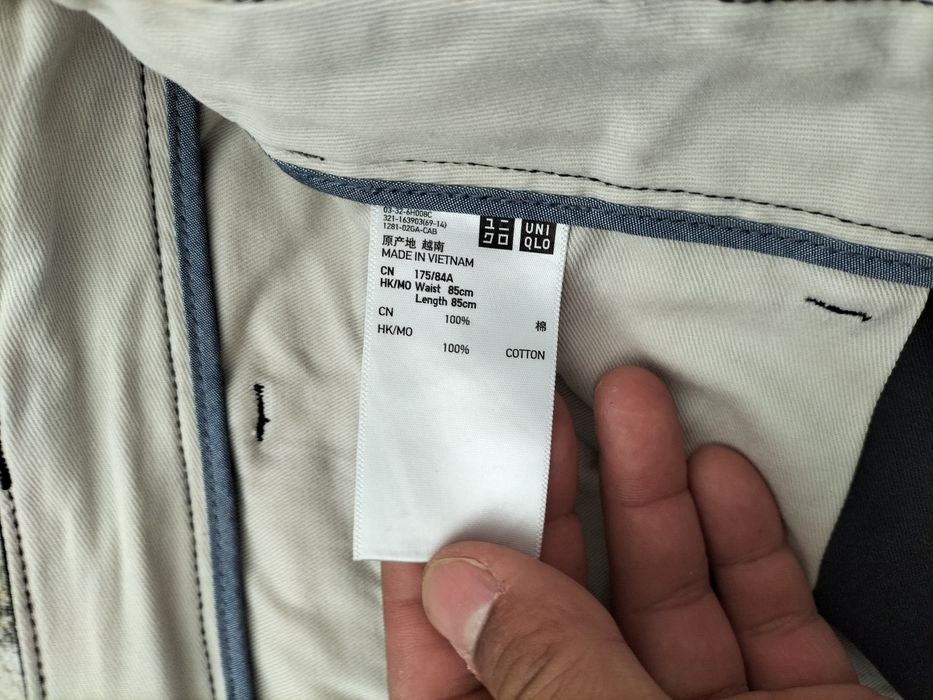 03-32-6H008C
321-163903(69-14)
1281-02GA-CAB
ユニ
クロ
UNI
QLO
原产地 越南
MADE IN VIETNAM
CN 175/84A
HK/MO Waist 85cm
Length 85cm
CN 100% 棉
HK/MO
100% COTTON